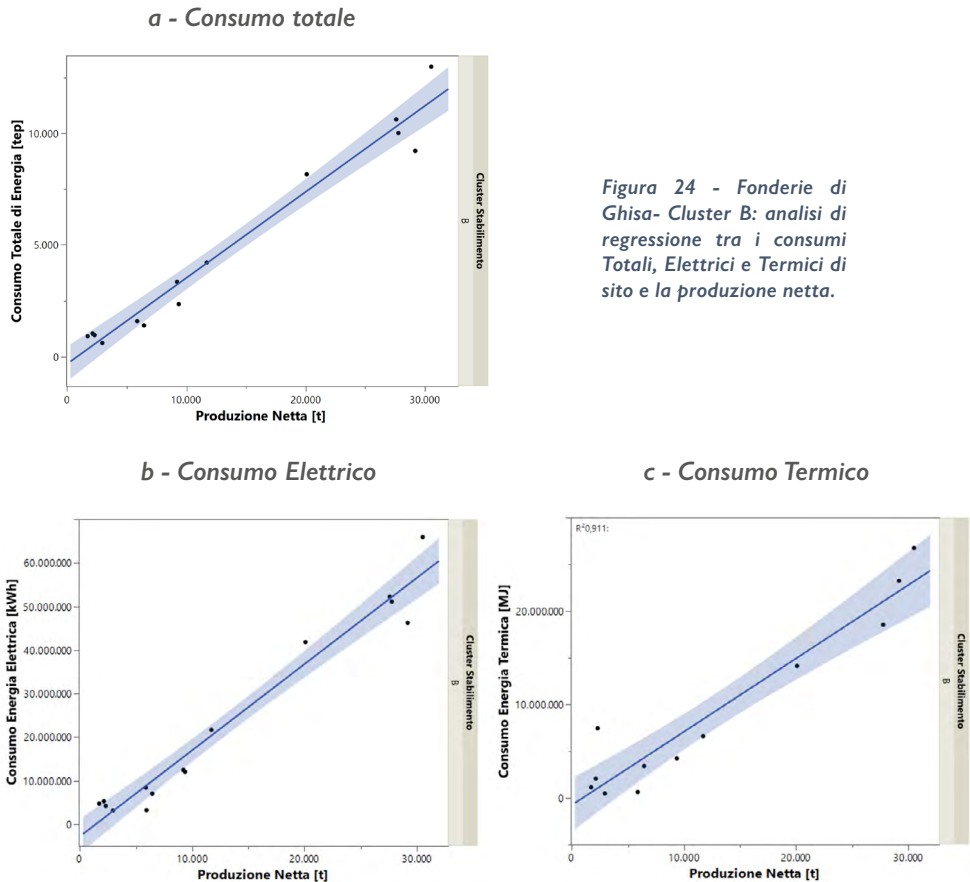 a - Consumo totale
Consumo Totale di Energia [tep]
10.000
5.000
0
0
10.000
20.000
30.000
Produzione Netta [t]
Cluster Stabilimento
B
Figura 24 - Fonderie di
Ghisa- Cluster B: analisi di
regressione tra i consumi
Totali, Elettrici e Termici di
sito e la produzione netta.
b - Consumo Elettrico
Consumo Energia Elettrica [kWh]
60.000.000
50.000.000
40.000.000
30.000.000
20.000.000
10.000.000
0
0
10.000
20.000
30.000
Produzione Netta [t]
Cluster Stabilimento
B
c - Consumo Termico
R²0,911:
Consumo Energia Termica [MJ]
20.000.000
10.000.000
0
0
10.000
20.000
30.000
Produzione Netta [t]
Cluster Stabilimento
B